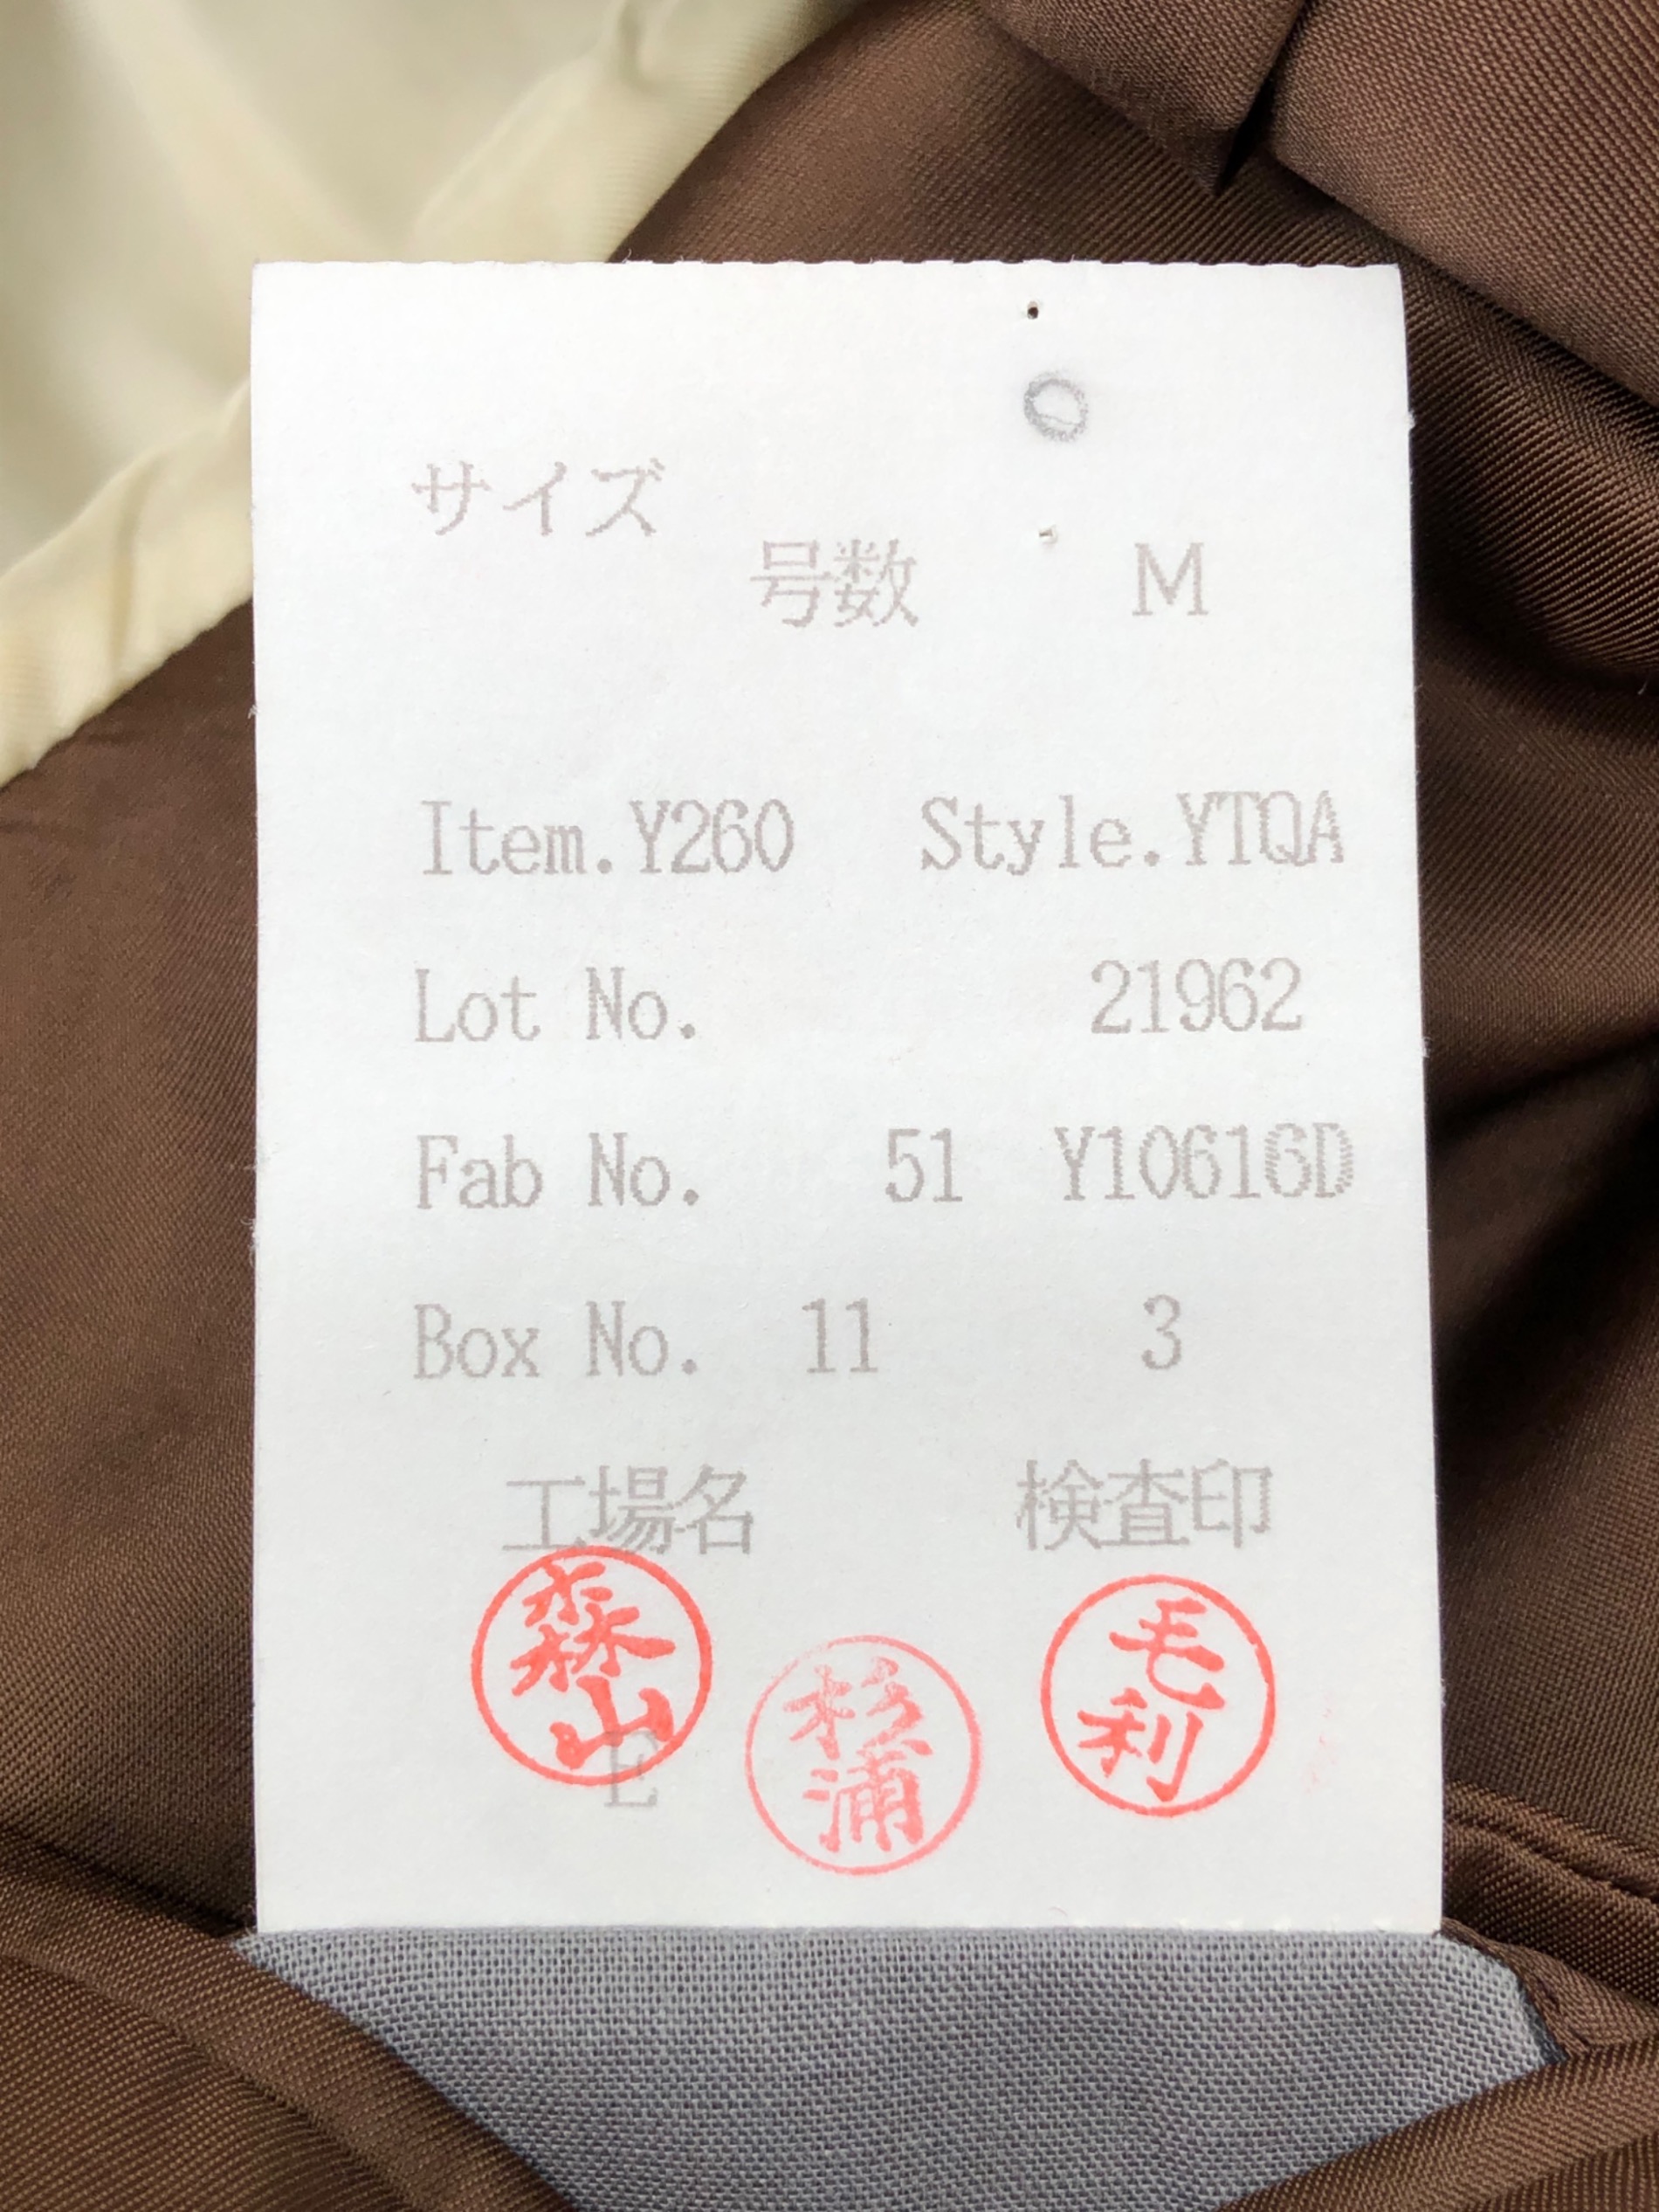 サイズ
号数 M
Item.Y260 Style.YTQA
Lot No. 21962
Fab No. 51 Y10616D
Box No. 11 3
工場名 検査印
森山 杉浦 毛利
E